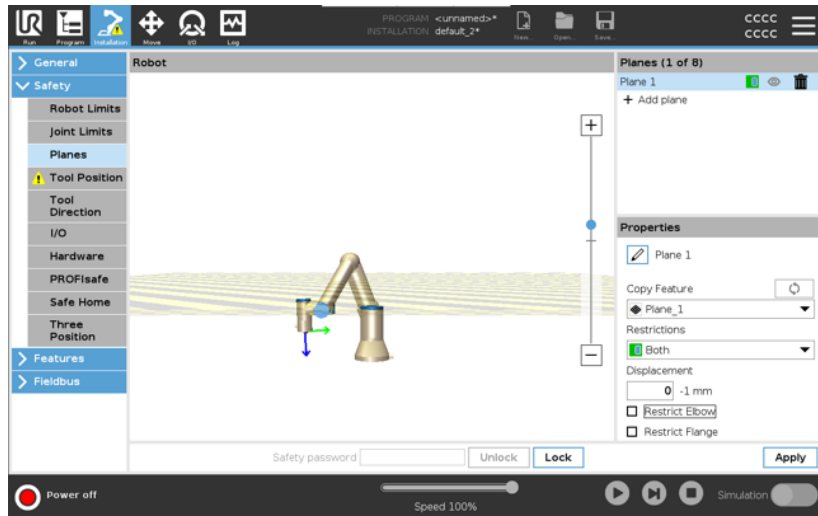 PROGRAM <unnamed>*
INSTALLATION default_2*
CCCC
CCCC
UR
Run
Program
Installation
Move
I/O
Log
New...
Open...
Save...
General
Safety
Robot Limits
Joint Limits
Planes
Tool Position
Tool
Direction
I/O
Hardware
PROFIsafe
Safe Home
Three
Position
Features
Fieldbus
Robot
+
−
Planes (1 of 8)
Plane 1
+ Add plane
Properties
Plane 1
Copy Feature
Plane_1
Restrictions
Both
Displacement
0 -1 mm
Restrict Elbow
Restrict Flange
Safety password
Unlock
Lock
Apply
Power off
Speed 100%
Simulation